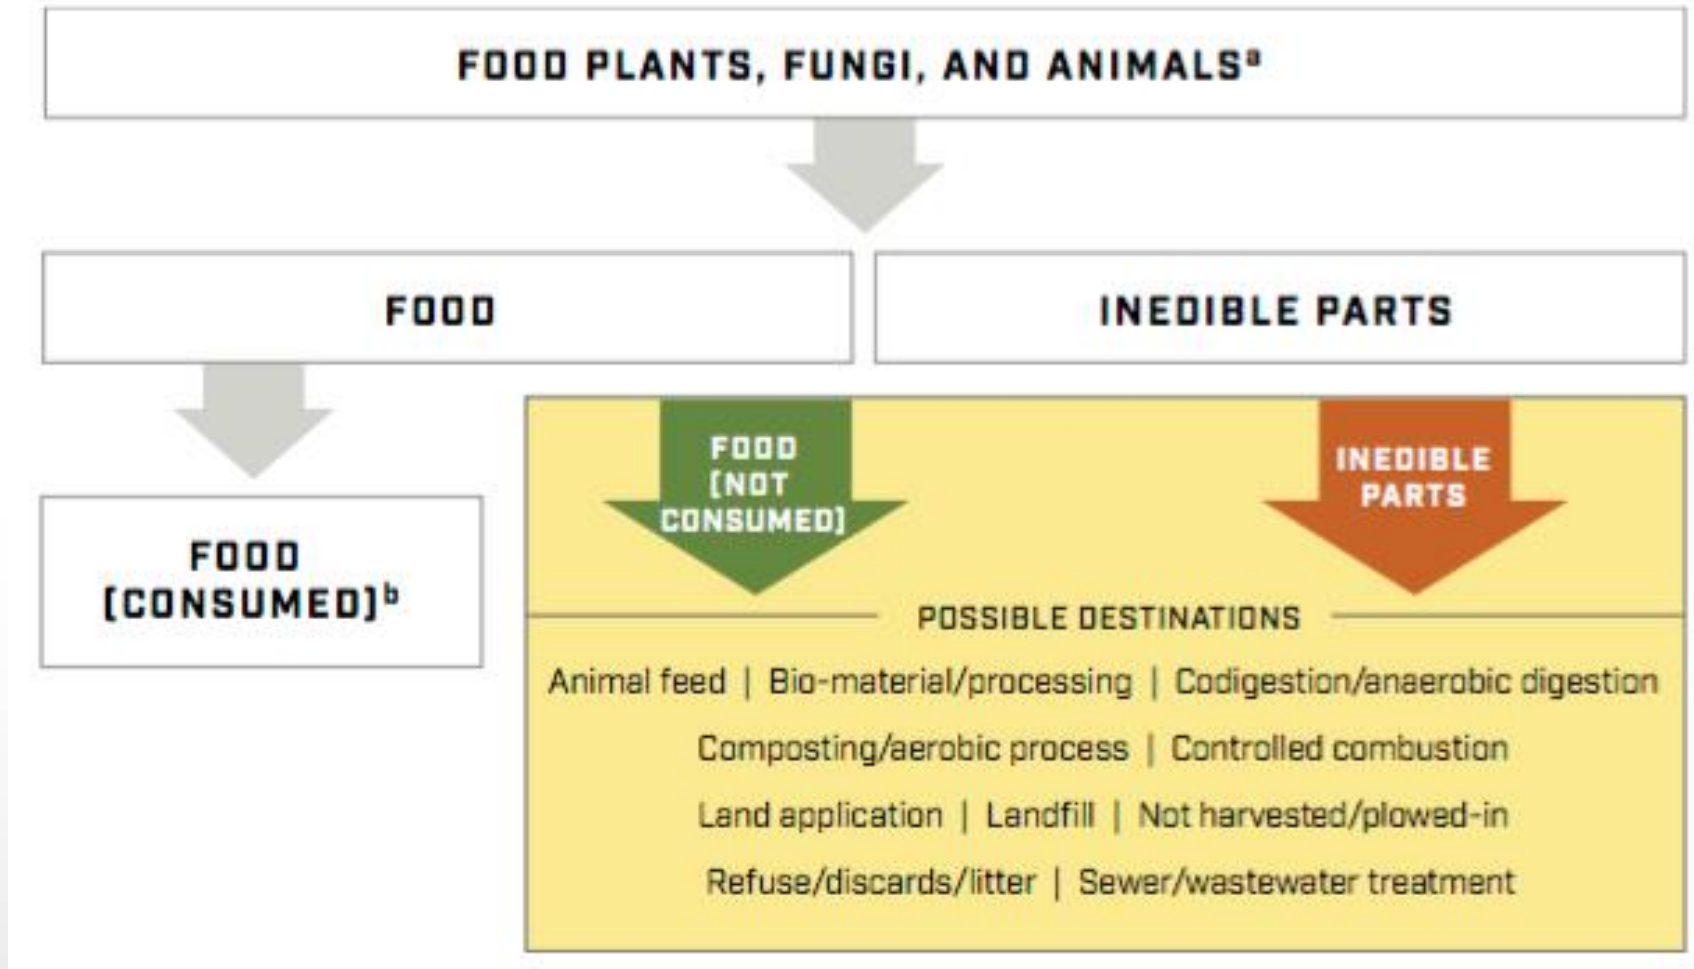 FOOD PLANTS, FUNGI, AND ANIMALSᵃ
FOOD
INEDIBLE PARTS
FOOD
[CONSUMED]ᵇ
FOOD
[NOT
CONSUMED]
INEDIBLE
PARTS
POSSIBLE DESTINATIONS
Animal feed | Bio-material/processing | Codigestion/anaerobic digestion
Composting/aerobic process | Controlled combustion
Land application | Landfill | Not harvested/plowed-in
Refuse/discards/litter | Sewer/wastewater treatment